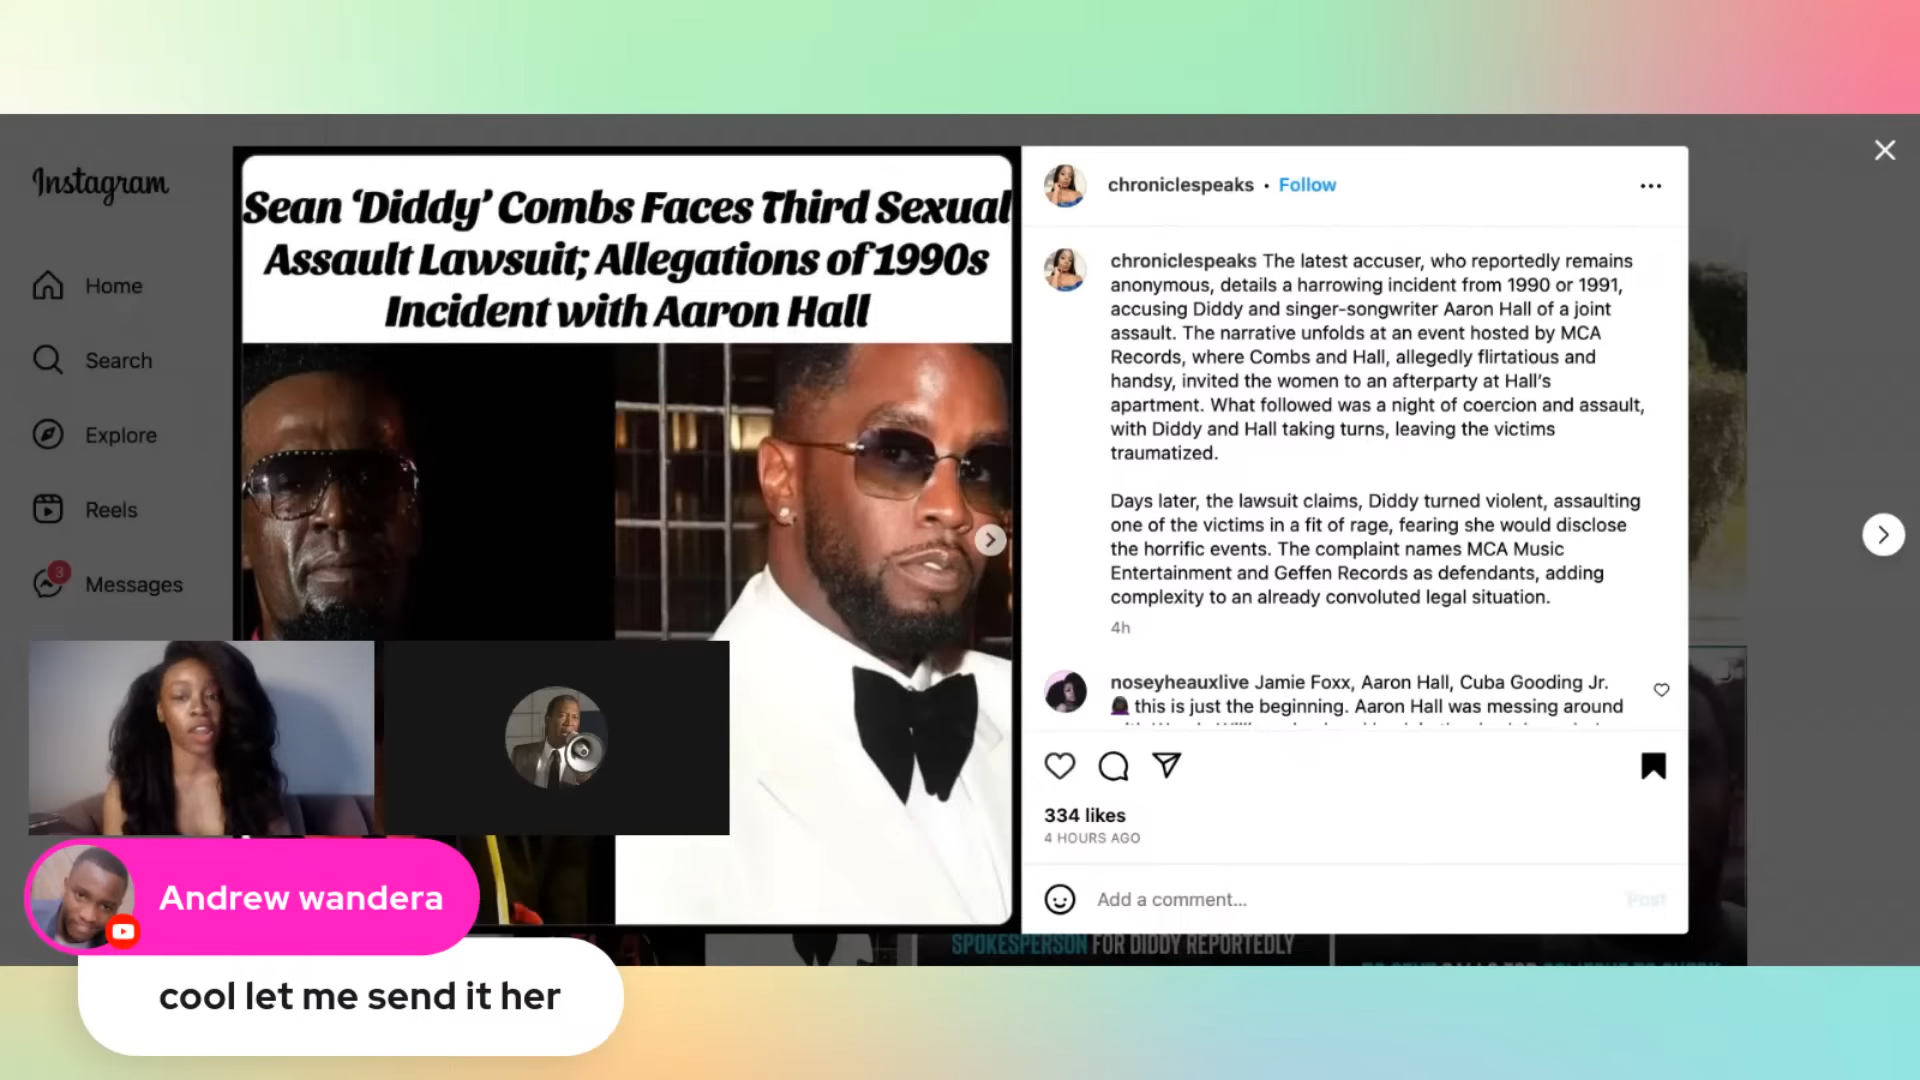 Instagram
Home
Search
Explore
Reels
3
Messages
Sean ‘Diddy’ Combs Faces Third Sexual
Assault Lawsuit; Allegations of 1990s
Incident with Aaron Hall
chroniclespeaks • Follow
chroniclespeaks The latest accuser, who reportedly remains
anonymous, details a harrowing incident from 1990 or 1991,
accusing Diddy and singer-songwriter Aaron Hall of a joint
assault. The narrative unfolds at an event hosted by MCA
Records, where Combs and Hall, allegedly flirtatious and
handsy, invited the women to an afterparty at Hall's
apartment. What followed was a night of coercion and assault,
with Diddy and Hall taking turns, leaving the victims
traumatized.
Days later, the lawsuit claims, Diddy turned violent, assaulting
one of the victims in a fit of rage, fearing she would disclose
the horrific events. The complaint names MCA Music
Entertainment and Geffen Records as defendants, adding
complexity to an already convoluted legal situation.
4h
noseyheauxlive Jamie Foxx, Aaron Hall, Cuba Gooding Jr.
this is just the beginning. Aaron Hall was messing around
334 likes
4 HOURS AGO
Add a comment...
Post
SPOKESPERSON FOR DIDDY REPORTEDLY
Andrew wandera
cool let me send it her